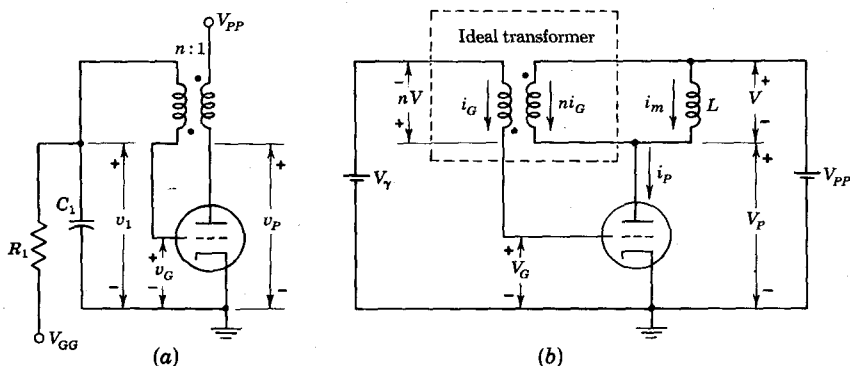 V_PP
n : 1
C_1
R_1
+
v_1
−
+
v_G
−
+
v_P
−
V_GG
(a)
Ideal transformer
−
nV
+
i_G
ni_G
i_m
L
+
V
−
V_γ
i_P
+
V_P
−
V_PP
+
V_G
−
(b)